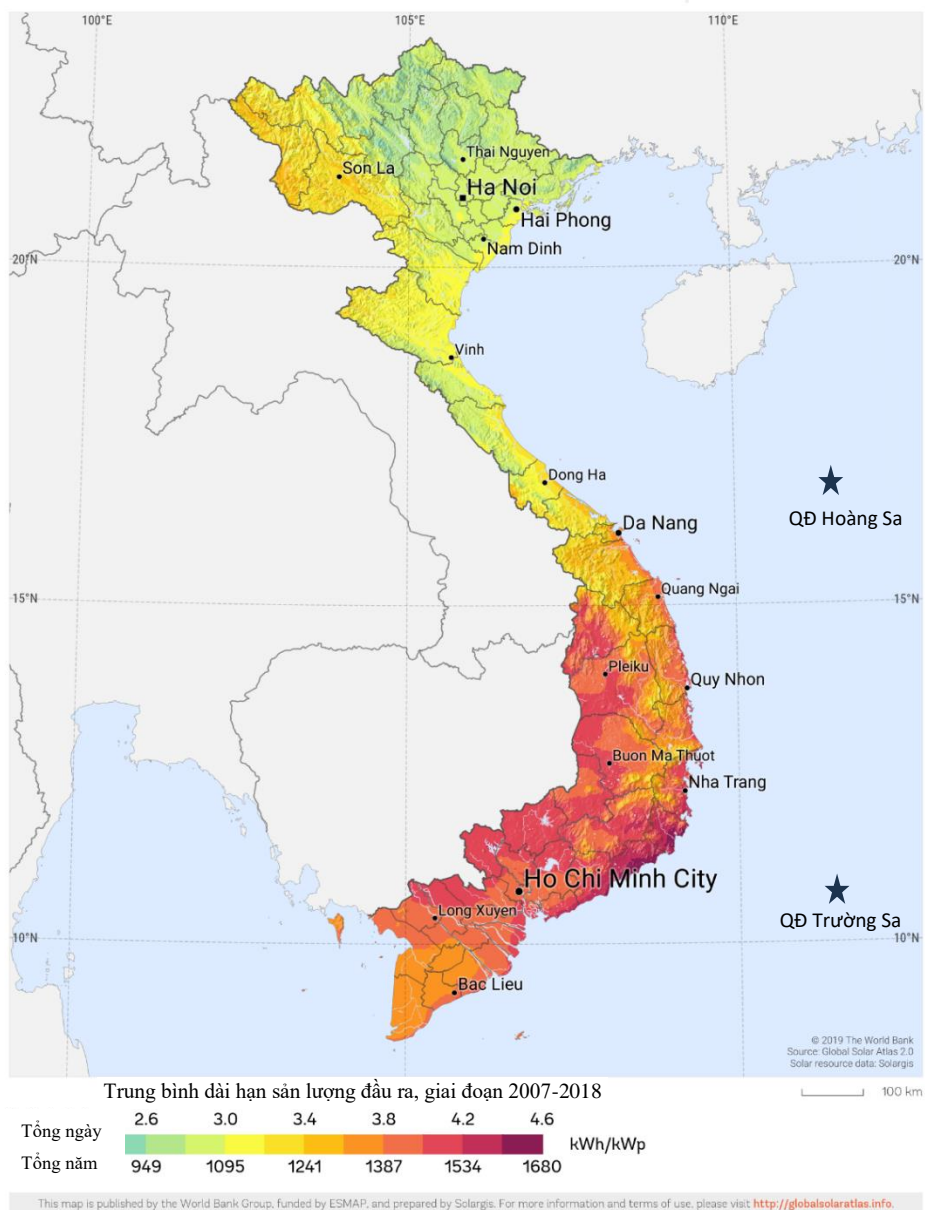 100°E 105°E 110°E
Thai Nguyen
Son La
Ha Noi
Hai Phong
Nam Dinh
20°N 20°N
Vinh
Dong Ha
QĐ Hoàng Sa
Da Nang
Quang Ngai
15°N 15°N
Pleiku
Quy Nhon
Buon Ma Thuot
Nha Trang
Ho Chi Minh City
Long Xuyen
QĐ Trường Sa
10°N 10°N
Bac Lieu
© 2019 The World Bank
Source: Global Solar Atlas 2.0
Solar resource data: Solargis
Trung bình dài hạn sản lượng đầu ra, giai đoạn 2007-2018
100 km
2.6 3.0 3.4 3.8 4.2 4.6
Tổng ngày
kWh/kWp
Tổng năm
949 1095 1241 1387 1534 1680
This map is published by the World Bank Group, funded by ESMAP, and prepared by Solargis. For more information and terms of use, please visit http://globalsolaratlas.info.